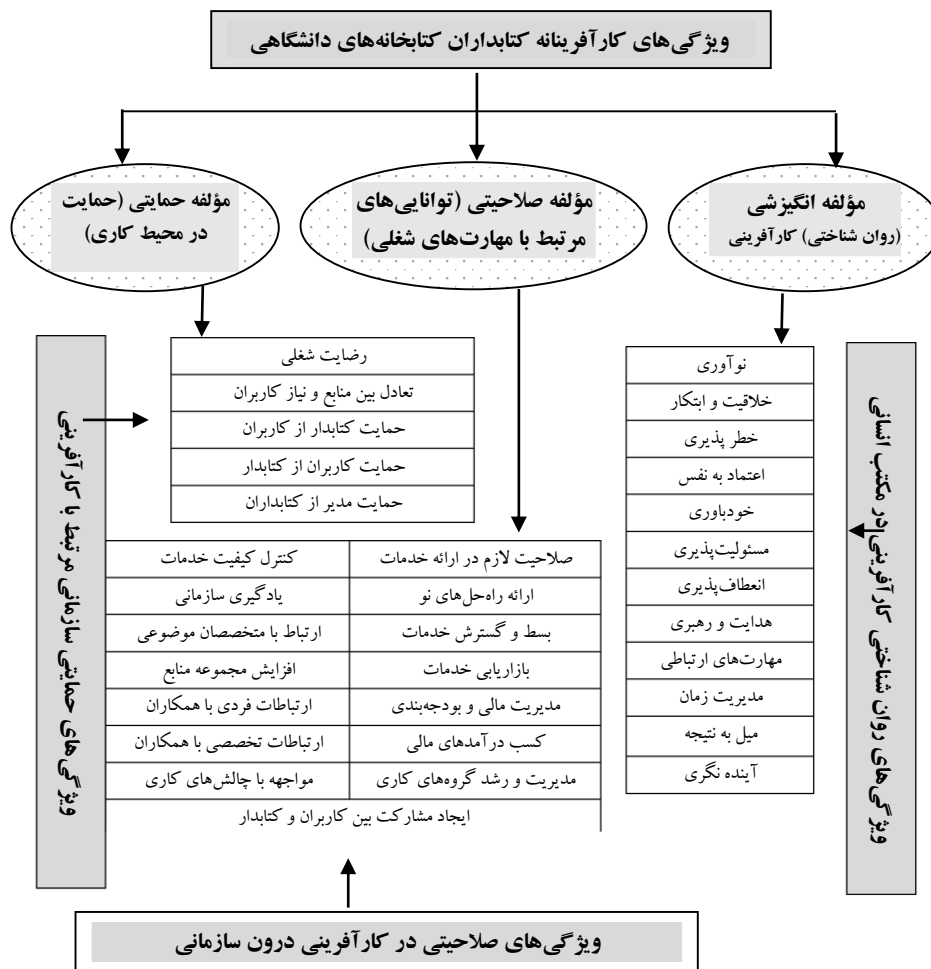 ویژگی‌های کارآفرینانه کتابداران کتابخانه‌های دانشگاهی
مؤلفه انگیزشی
(روان شناختی) کارآفرینی
مؤلفه صلاحیتی (توانایی‌های
مرتبط با مهارت‌های شغلی)
مؤلفه حمایتی (حمایت
در محیط کاری)
ویژگی‌های روان شناختی کارآفرینی در مکتب انسانی
نوآوری
خلاقیت و ابتکار
خطر پذیری
اعتماد به نفس
خودباوری
مسئولیت‌پذیری
انعطاف‌پذیری
هدایت و رهبری
مهارت‌های ارتباطی
مدیریت زمان
میل به نتیجه
آینده نگری
رضایت شغلی
تعادل بین منابع و نیاز کاربران
حمایت کتابدار از کاربران
حمایت کاربران از کتابدار
حمایت مدیر از کتابداران
ویژگی‌های حمایتی سازمانی مرتبط با کارآفرینی
صلاحیت لازم در ارائه خدمات
کنترل کیفیت خدمات
ارائه راه‌حل‌های نو
یادگیری سازمانی
بسط و گسترش خدمات
ارتباط با متخصصان موضوعی
بازاریابی خدمات
افزایش مجموعه منابع
مدیریت مالی و بودجه‌بندی
ارتباطات فردی با همکاران
کسب درآمدهای مالی
ارتباطات تخصصی با همکاران
مدیریت و رشد گروه‌های کاری
مواجهه با چالش‌های کاری
ایجاد مشارکت بین کاربران و کتابدار
ویژگی‌های صلاحیتی در کارآفرینی درون سازمانی